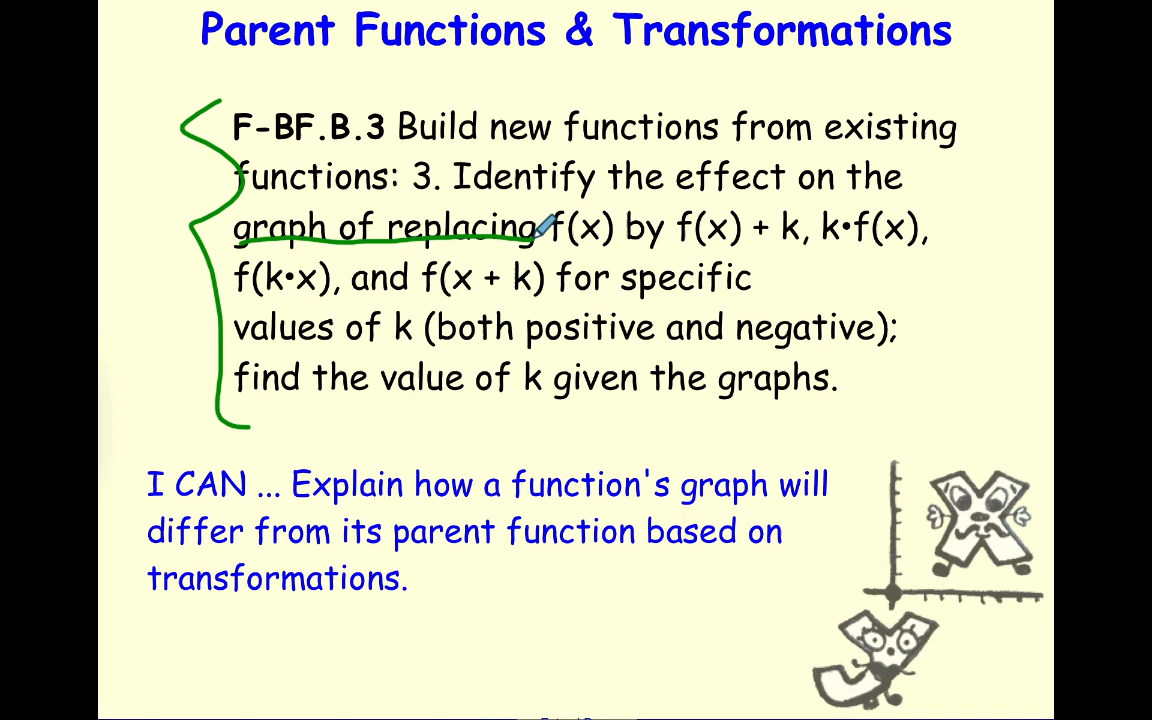 Parent Functions & Transformations
F-BF.B.3 Build new functions from existing
functions: 3. Identify the effect on the
graph of replacing f(x) by f(x) + k, k•f(x),
f(k•x), and f(x + k) for specific
values of k (both positive and negative);
find the value of k given the graphs.
I CAN ... Explain how a function's graph will
differ from its parent function based on
transformations.